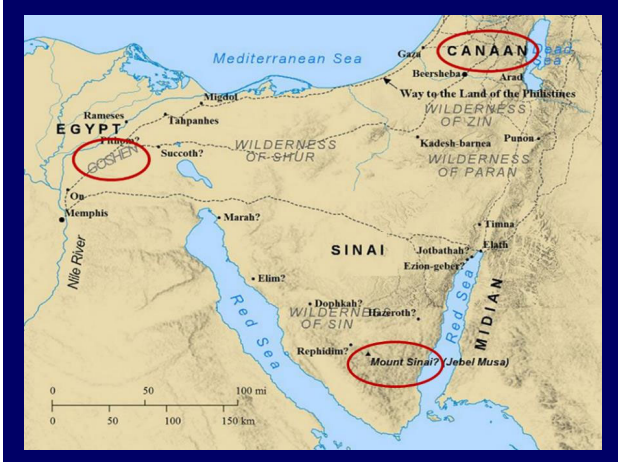 Mediterranean Sea
Gaza
CANAAN
Dead
Sea
Beersheba
Arad
Way to the Land of the Philistines
Migdol
Rameses
Tahpanhes
EGYPT
WILDERNESS
OF ZIN
Pithom?
GOSHEN
Succoth?
WILDERNESS
OF SHUR
Kadesh-barnea
Punon
WILDERNESS
OF PARAN
On
Memphis
Marah?
Timna
SINAI
Jotbathah?
Elath
Ezion-geber?
Nile River
Elim?
Red Sea
Dophkah?
Hazeroth?
WILDERNESS
OF SIN
Red Sea
MIDIAN
Rephidim?
Mount Sinai? (Jebel Musa)
0 50 100 mi
0 50 100 150 km